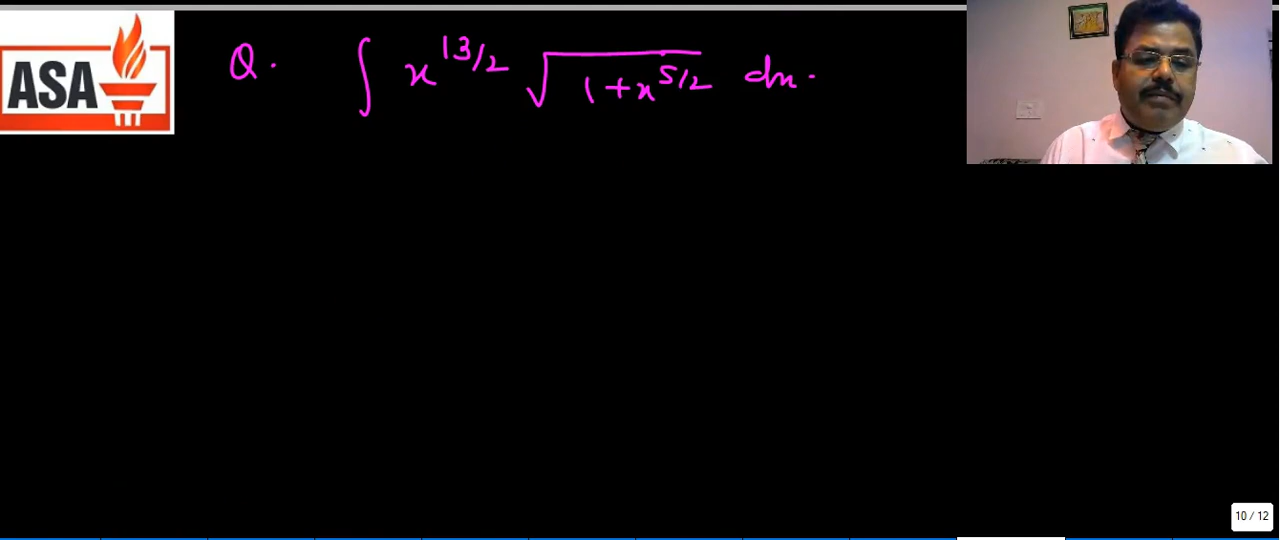 ASA
Q. ∫ x^{13/2} √(1+x^{5/2}) dx.
10 / 12